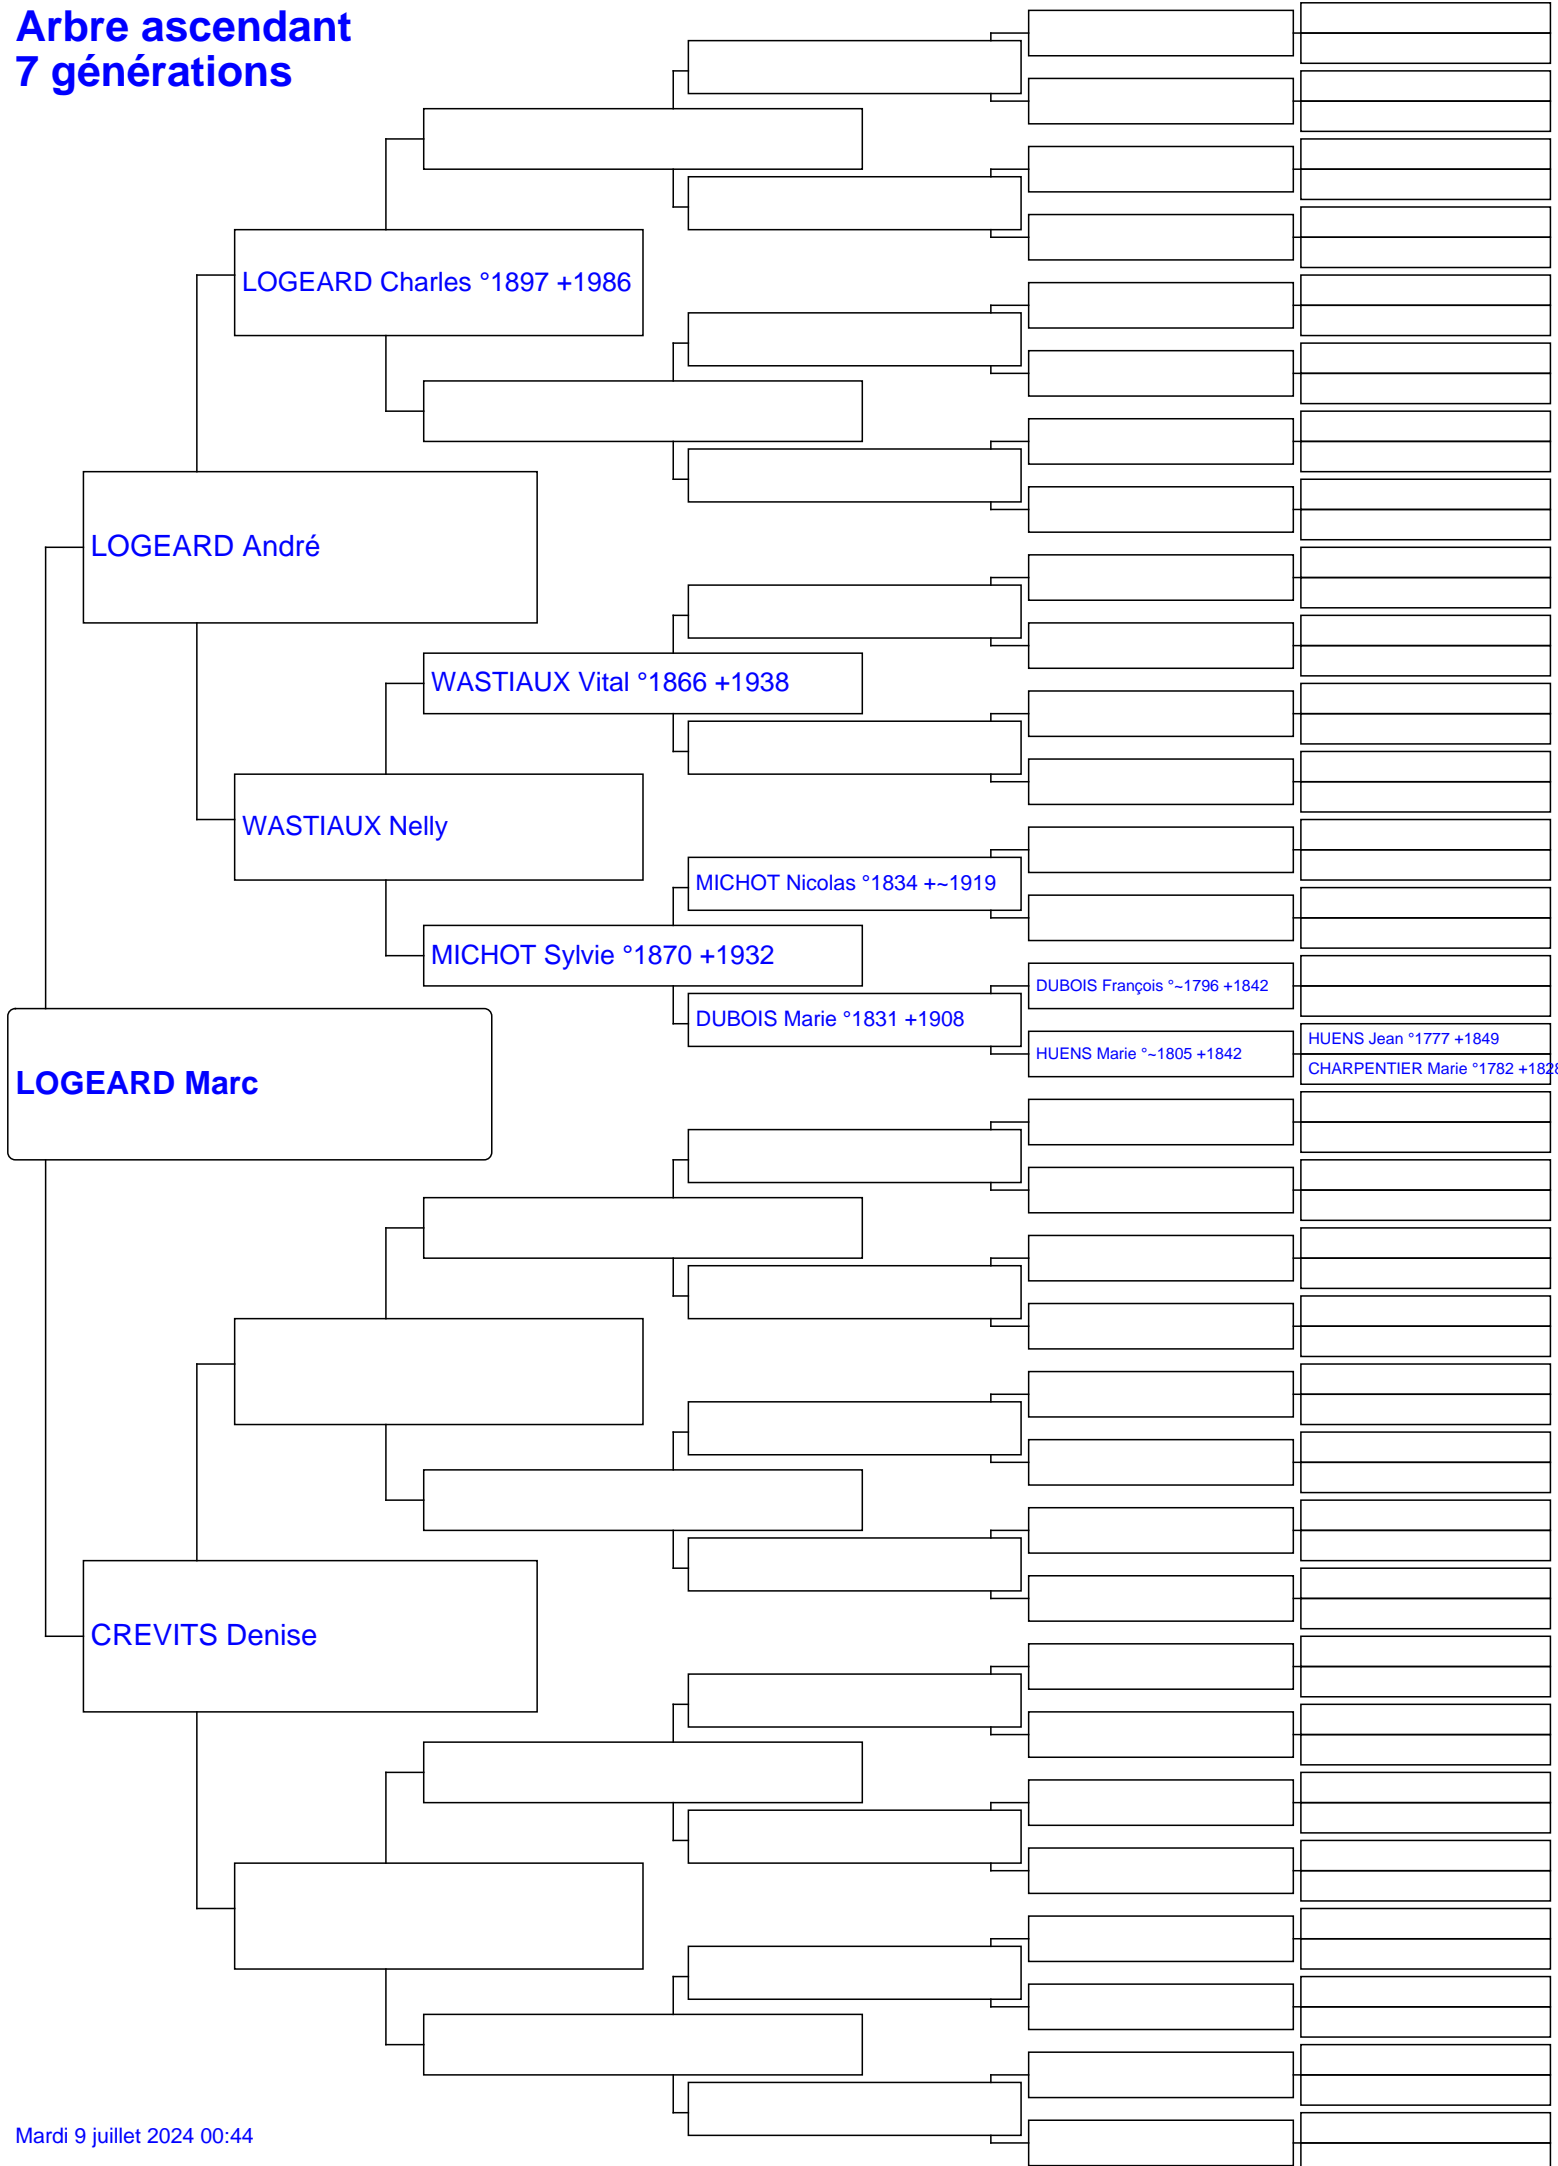 Arbre ascendant
7 générations
LOGEARD Charles °1897 +1986
LOGEARD André
WASTIAUX Vital °1866 +1938
WASTIAUX Nelly
MICHOT Nicolas °1834 +~1919
MICHOT Sylvie °1870 +1932
DUBOIS François °~1796 +1842
DUBOIS Marie °1831 +1908
HUENS Jean °1777 +1849
HUENS Marie °~1805 +1842
CHARPENTIER Marie °1782 +1828
LOGEARD Marc
CREVITS Denise
Mardi 9 juillet 2024 00:44